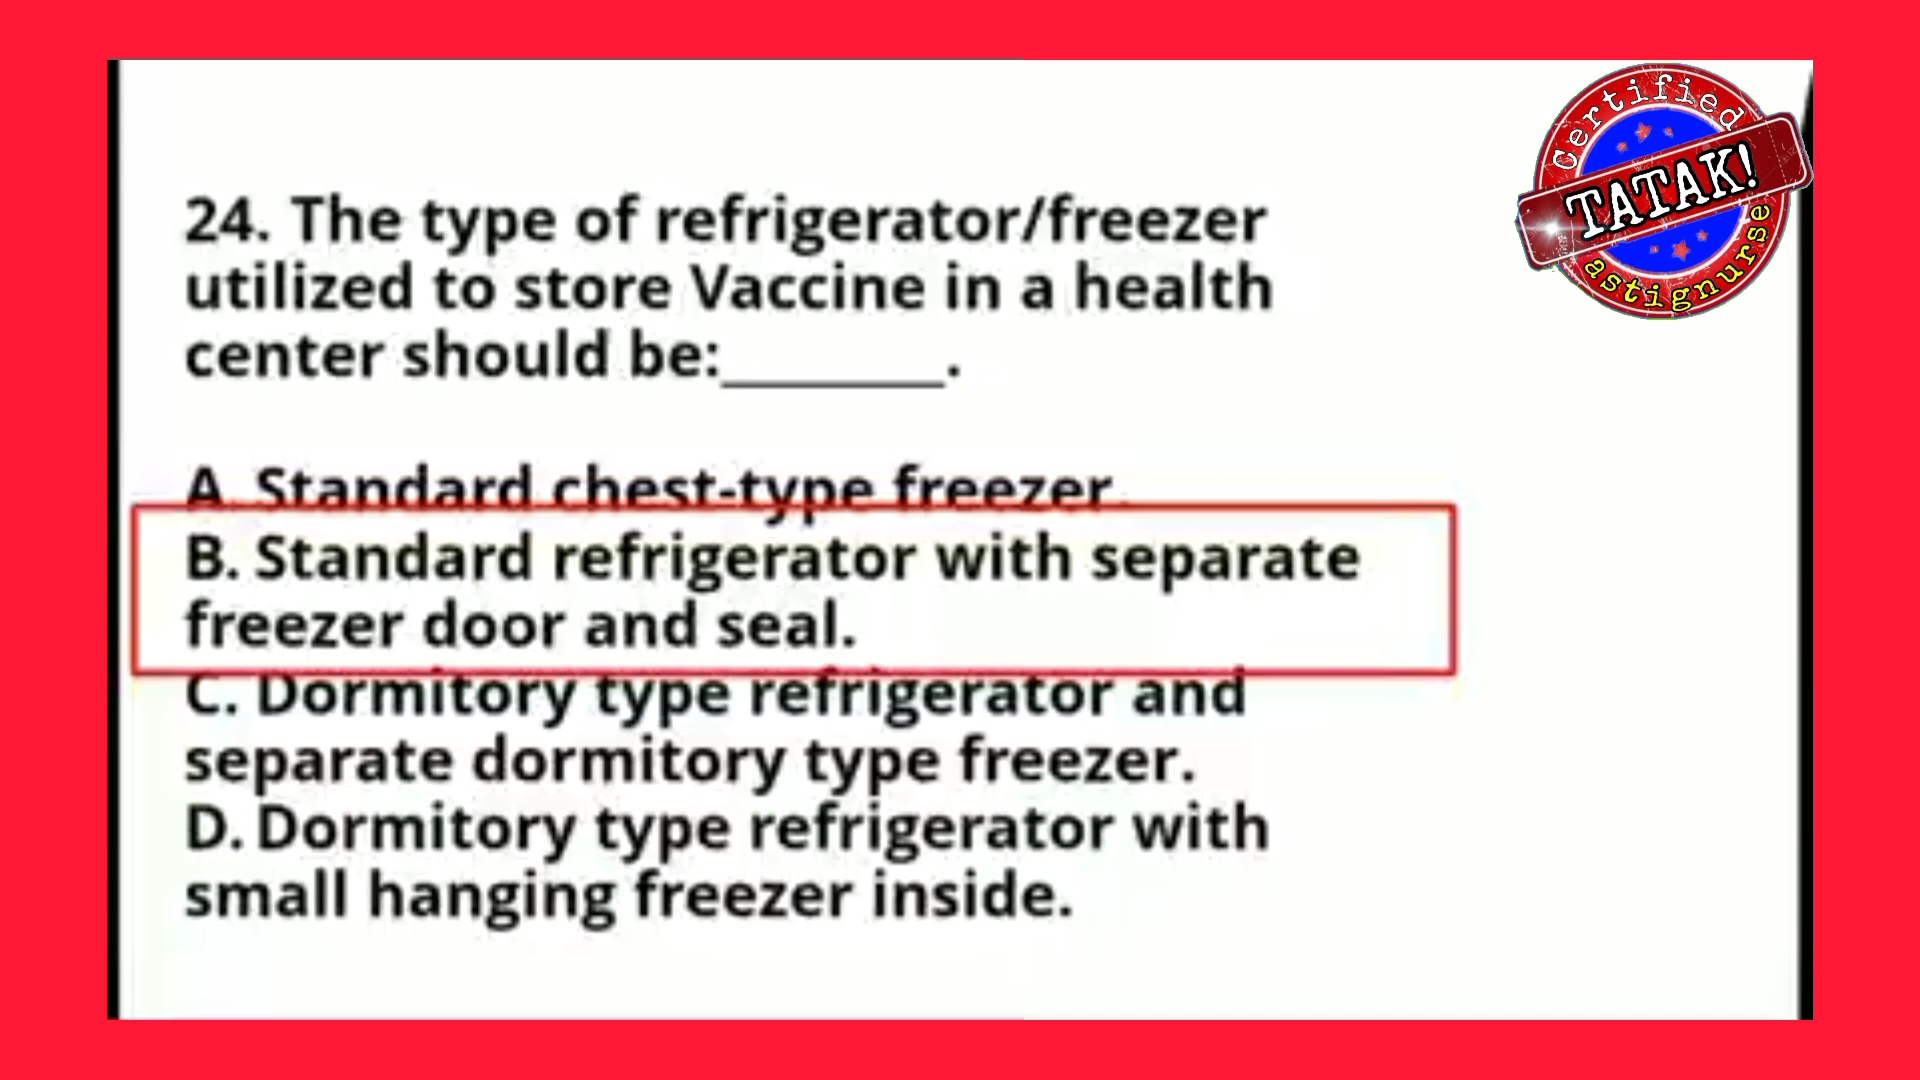 Certified
TATAK!
astignurse
24. The type of refrigerator/freezer
utilized to store Vaccine in a health
center should be:_______.
A. Standard chest-type freezer.
B. Standard refrigerator with separate
freezer door and seal.
C. Dormitory type refrigerator and
separate dormitory type freezer.
D. Dormitory type refrigerator with
small hanging freezer inside.